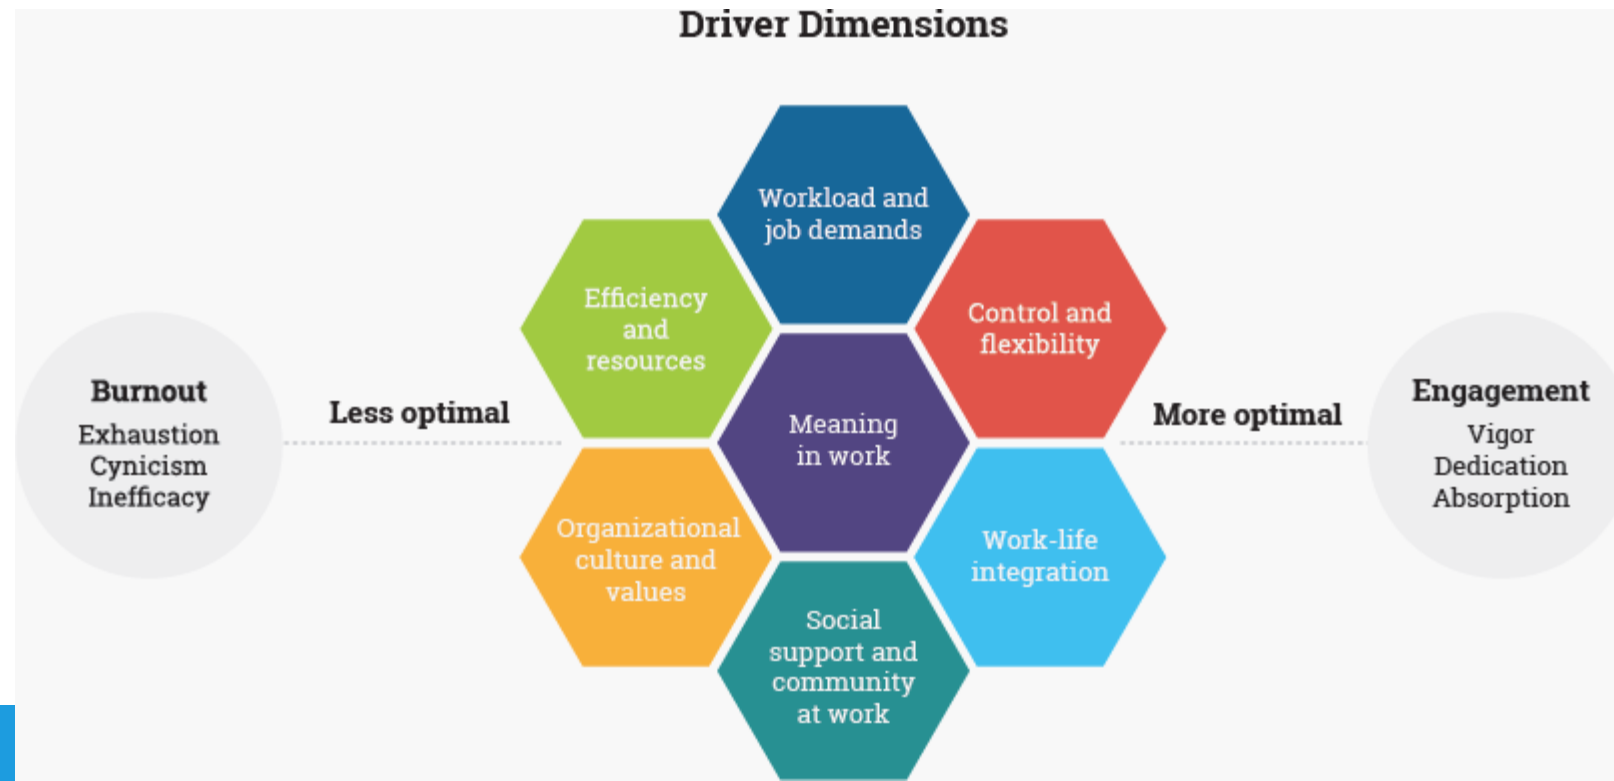 Driver Dimensions
Workload and
job demands
Efficiency
and
resources
Control and
flexibility
Burnout
Exhaustion
Cynicism
Inefficacy
Less optimal
Meaning
in work
More optimal
Engagement
Vigor
Dedication
Absorption
Organizational
culture and
values
Work-life
integration
Social
support and
community
at work